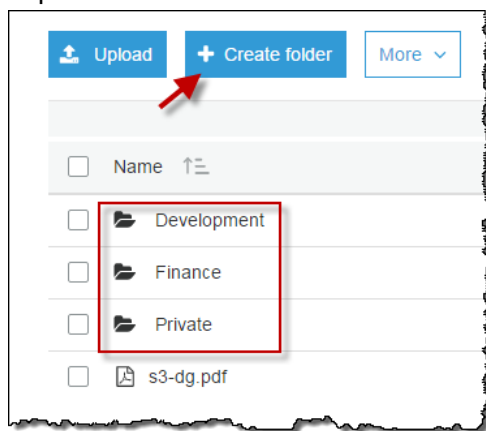 Upload + Create folder More
Name
Development
Finance
Private
s3-dg.pdf